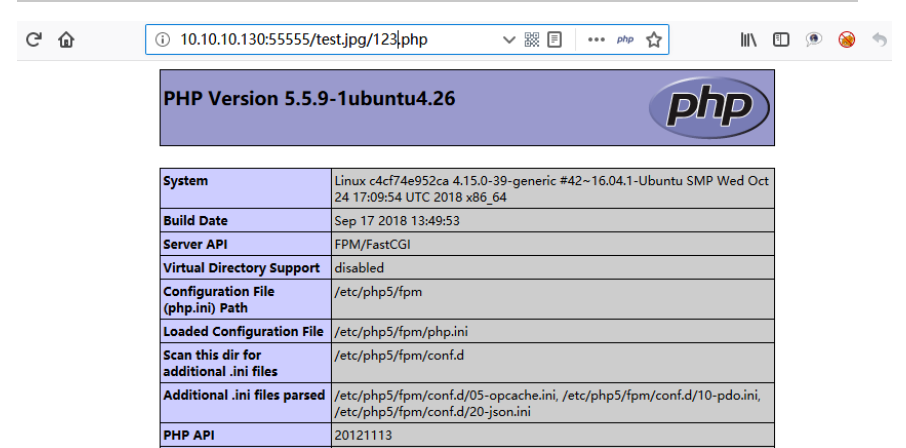 10.10.10.130:55555/test.jpg/123.php
php
PHP Version 5.5.9-1ubuntu4.26
php
System
Linux c4cf74e952ca 4.15.0-39-generic #42~16.04.1-Ubuntu SMP Wed Oct
24 17:09:54 UTC 2018 x86_64
Build Date
Sep 17 2018 13:49:53
Server API
FPM/FastCGI
Virtual Directory Support
disabled
Configuration File
(php.ini) Path
/etc/php5/fpm
Loaded Configuration File
/etc/php5/fpm/php.ini
Scan this dir for
additional .ini files
/etc/php5/fpm/conf.d
Additional .ini files parsed
/etc/php5/fpm/conf.d/05-opcache.ini, /etc/php5/fpm/conf.d/10-pdo.ini,
/etc/php5/fpm/conf.d/20-json.ini
PHP API
20121113